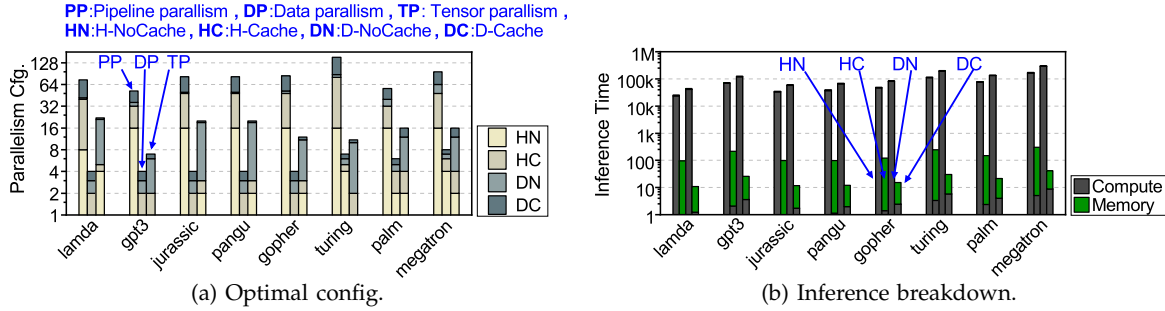 PP:Pipeline parallism , DP:Data parallism , TP: Tensor parallism ,
HN:H-NoCache , HC:H-Cache , DN:D-NoCache , DC:D-Cache
Parallelism Cfg.
128
64
32
16
8
4
2
1
PP DP TP
HN
HC
DN
DC
lamda
gpt3
jurassic
pangu
gopher
turing
palm
megatron
(a) Optimal config.
Inference Time
1M
100k
10k
1k
100
10
1
HN HC DN DC
Compute
Memory
lamda
gpt3
jurassic
pangu
gopher
turing
palm
megatron
(b) Inference breakdown.